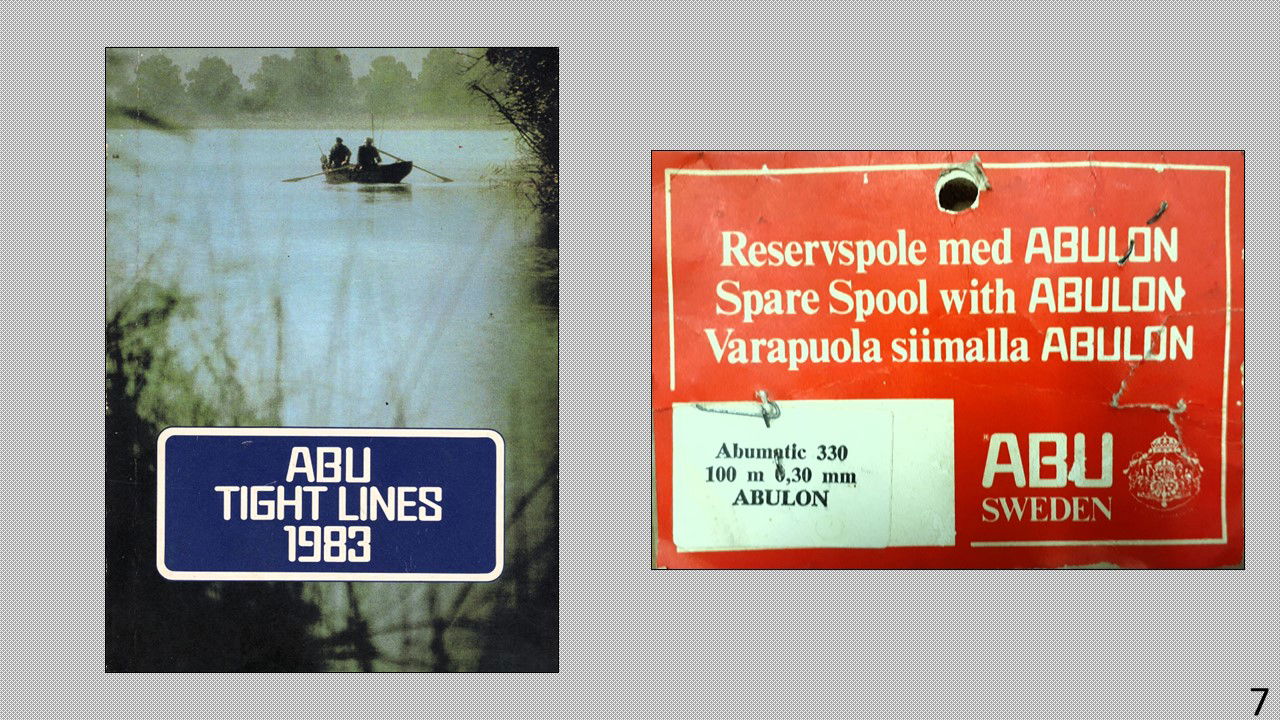 ABU
TIGHT LINES
1983
Reservspole med ABULON
Spare Spool with ABULON
Varapuola siimalla ABULON
Abumatic 330
100 m 0,30 mm
ABULON
ABU
SWEDEN
7